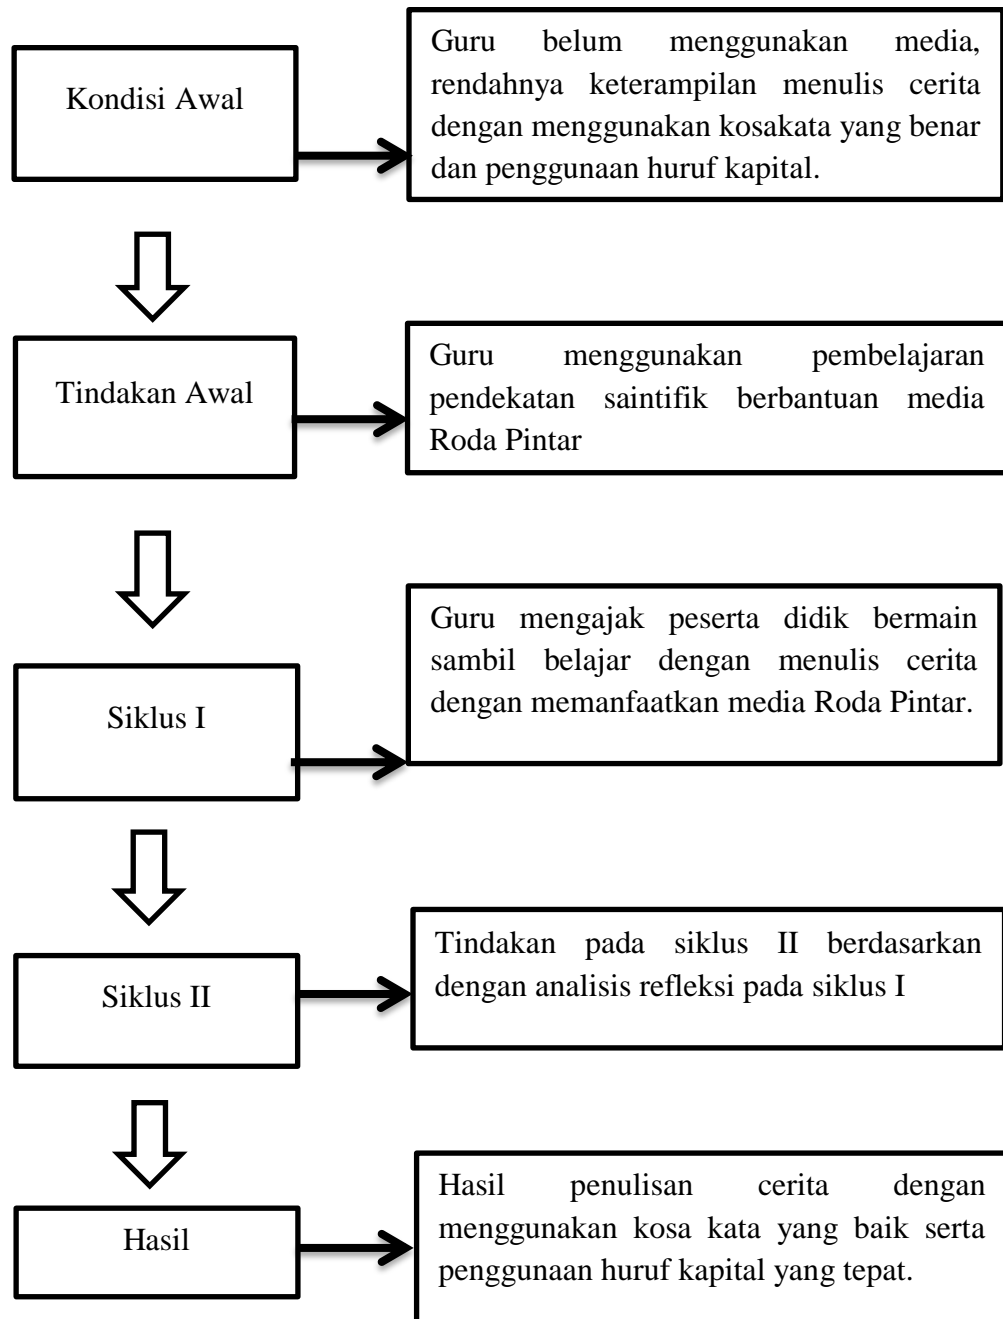 Kondisi Awal
Guru belum menggunakan media,
rendahnya keterampilan menulis cerita
dengan menggunakan kosakata yang benar
dan penggunaan huruf kapital.
Tindakan Awal
Guru menggunakan pembelajaran
pendekatan saintifik berbantuan media
Roda Pintar
Siklus I
Guru mengajak peserta didik bermain
sambil belajar dengan menulis cerita
dengan memanfaatkan media Roda Pintar.
Siklus II
Tindakan pada siklus II berdasarkan
dengan analisis refleksi pada siklus I
Hasil
Hasil penulisan cerita dengan
menggunakan kosa kata yang baik serta
penggunaan huruf kapital yang tepat.